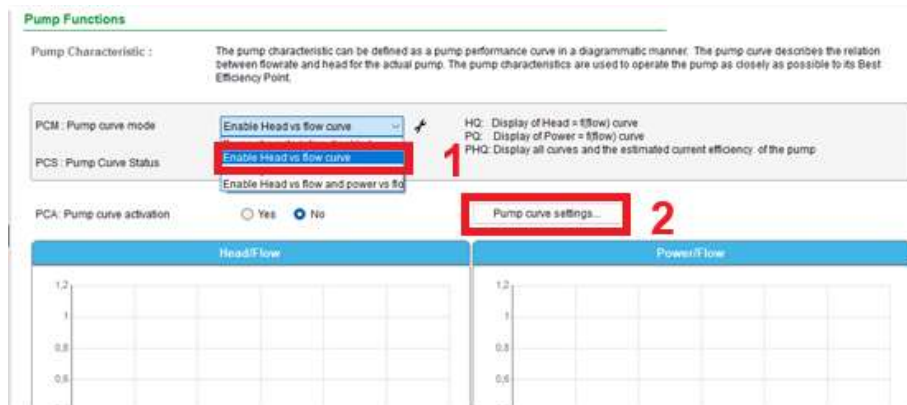 Pump Functions
Pump Characteristic :
The pump characteristic can be defined as a pump performance curve in a diagrammatic manner. The pump curve describes the relation
between flowrate and head for the actual pump. The pump characteristics are used to operate the pump as closely as possible to its Best
Efficiency Point.
PCM : Pump curve mode
Enable Head vs flow curve
HQ: Display of Head = f(flow) curve
PQ: Display of Power = f(flow) curve
PHQ: Display all curves and the estimated current efficiency of the pump
PCS : Pump Curve Status
Enable Head vs flow curve
1
Enable Head vs flow and power vs flo
PCA: Pump curve activation
Yes
No
Pump curve settings...
2
Head/Flow
Power/Flow
1,2
1
0,8
0,6
1,2
1
0,8
0,6